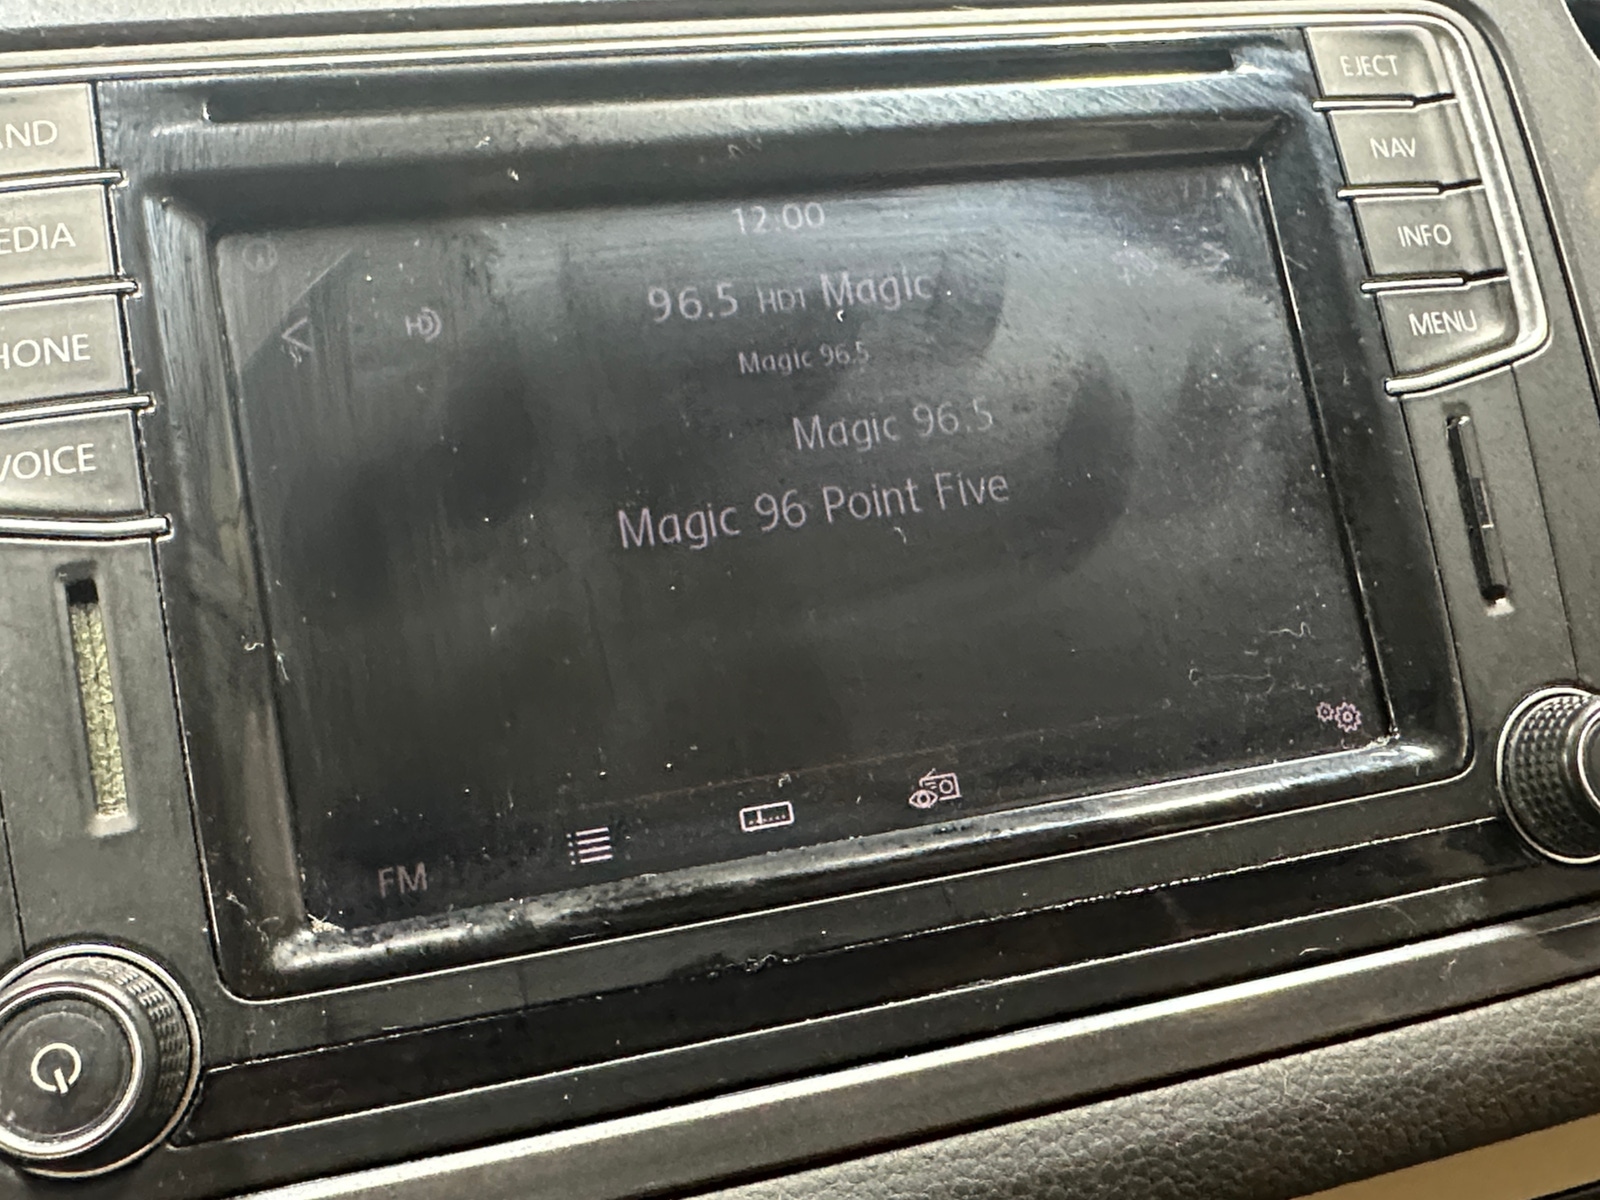 EJECT
ND
NAV
EDIA
12:00
INFO
96.5 HD1 Magic
HD
HONE
Magic 96.5
MENU
Magic 96.5
VOICE
Magic 96 Point Five
FM